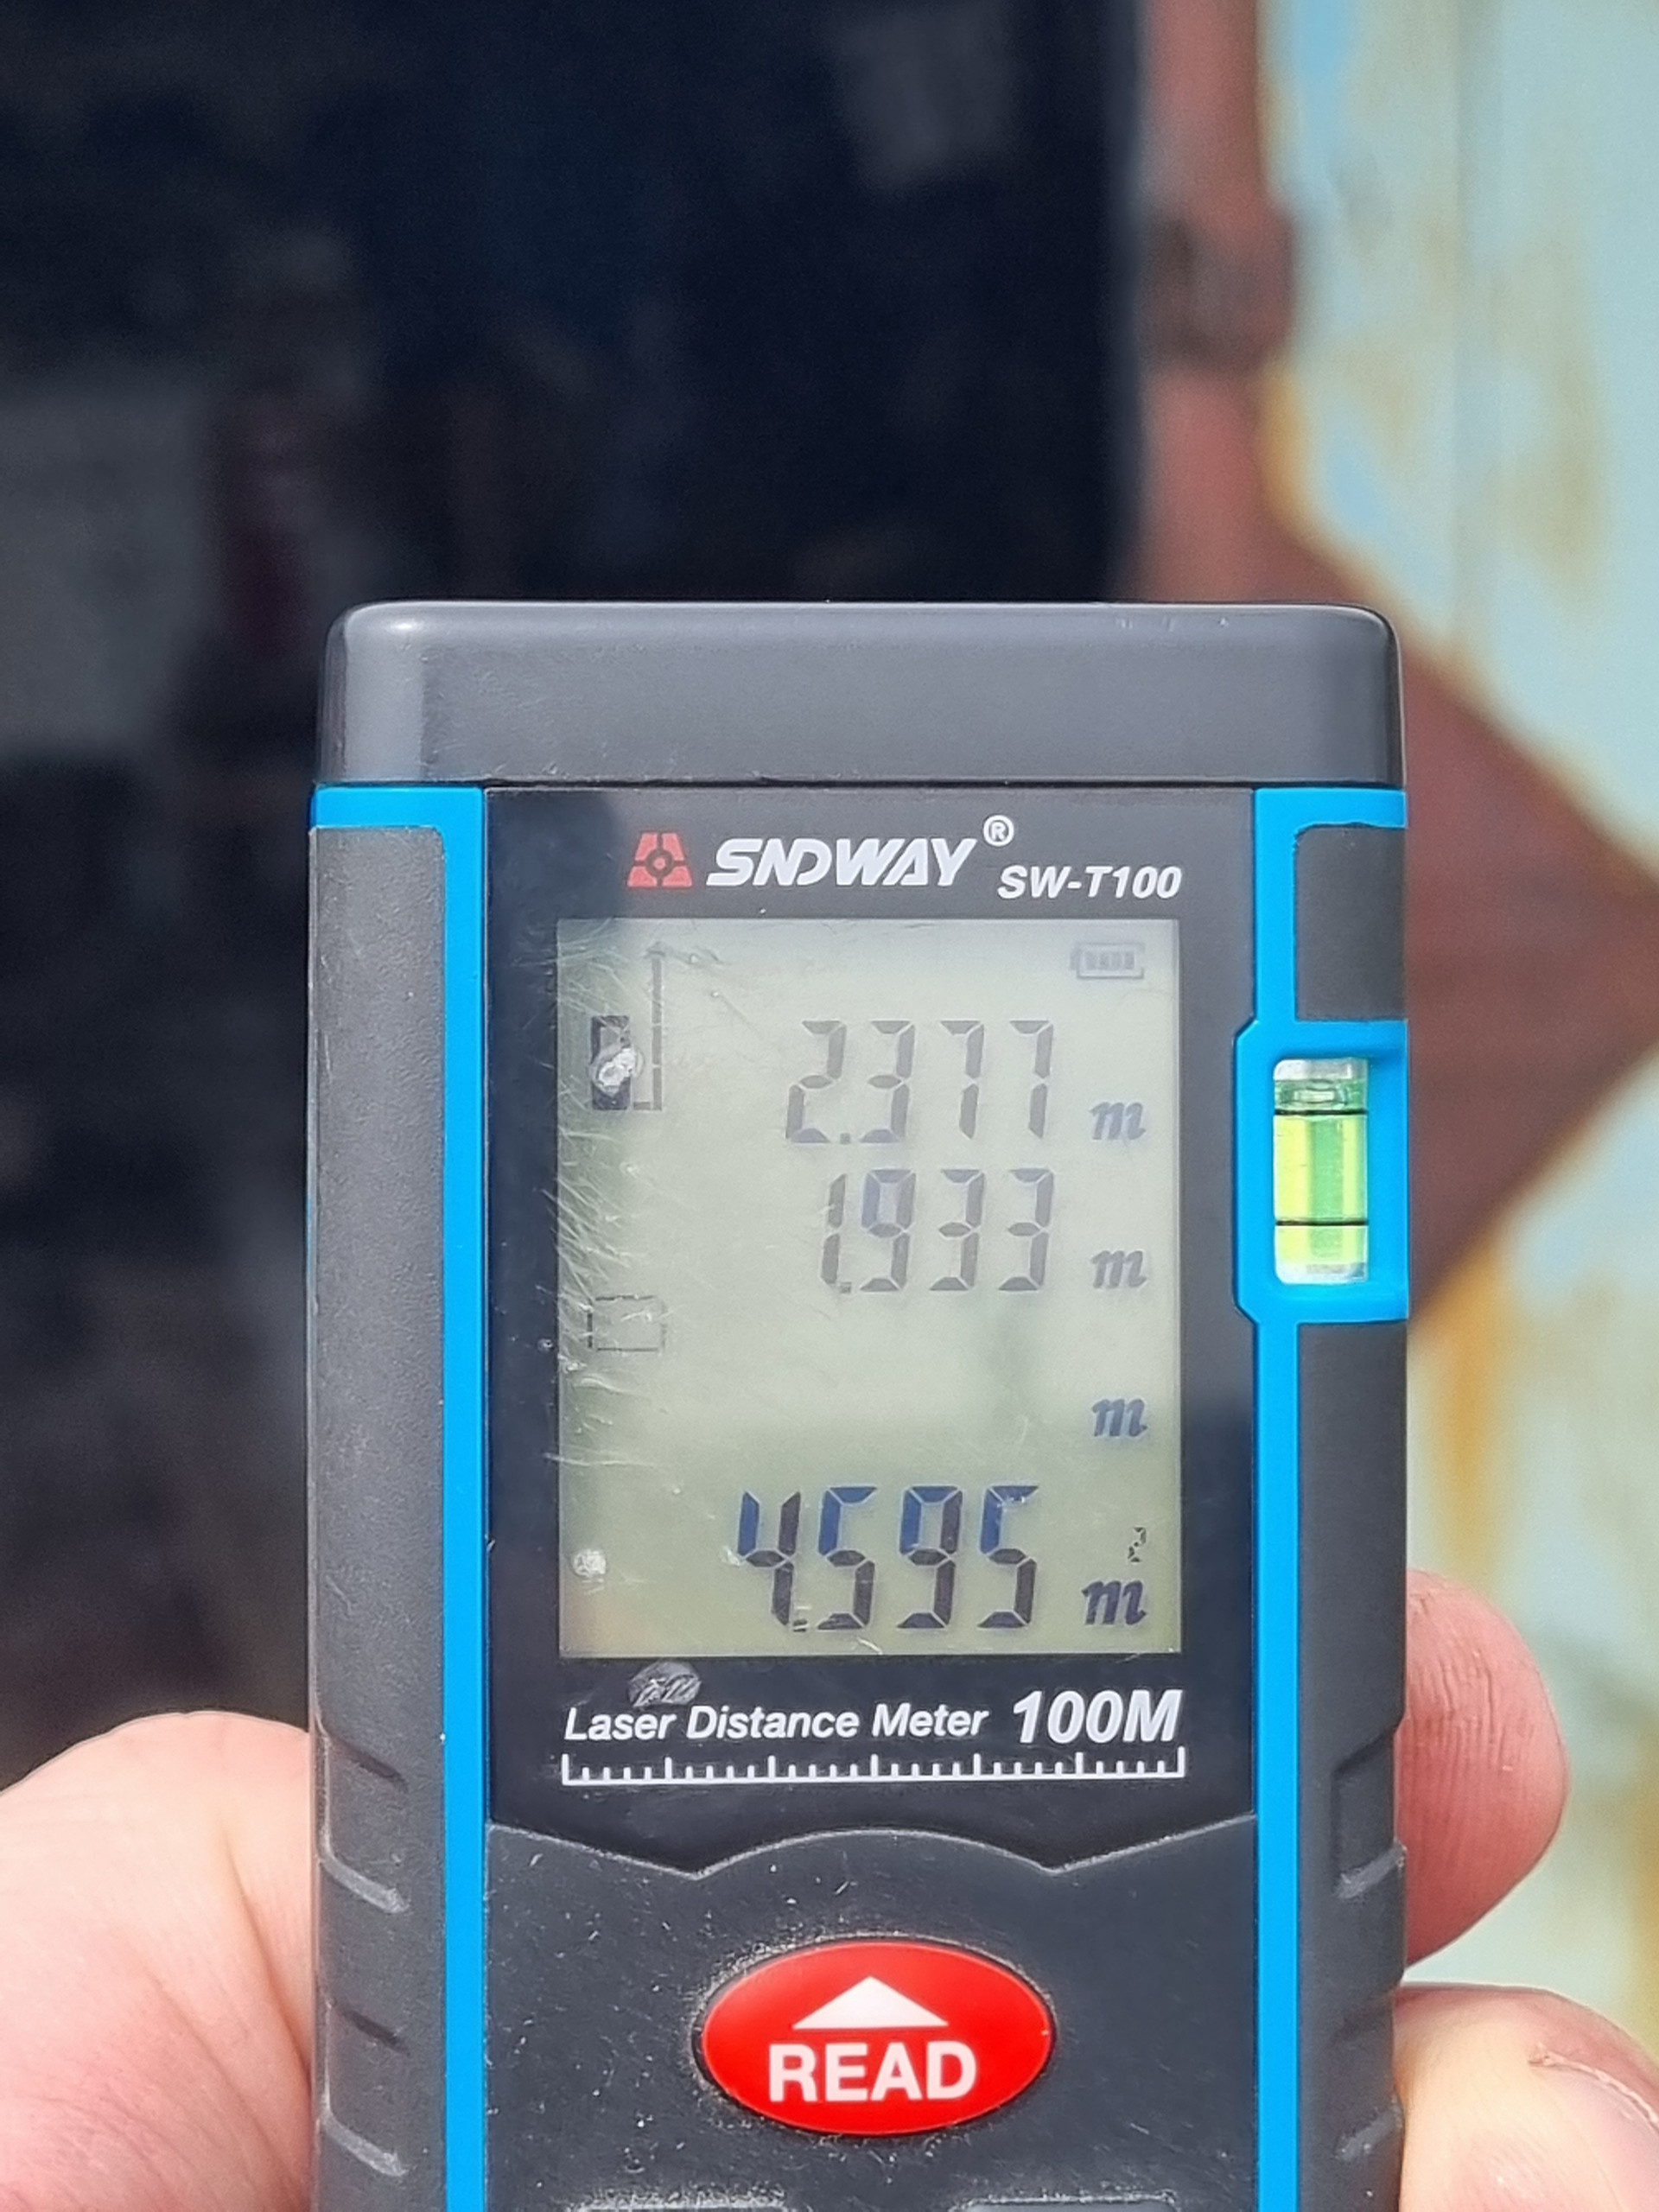 SNDWAY® SW-T100
2.377 m
1.933 m
m
4.595 m²
Laser Distance Meter 100M
READ